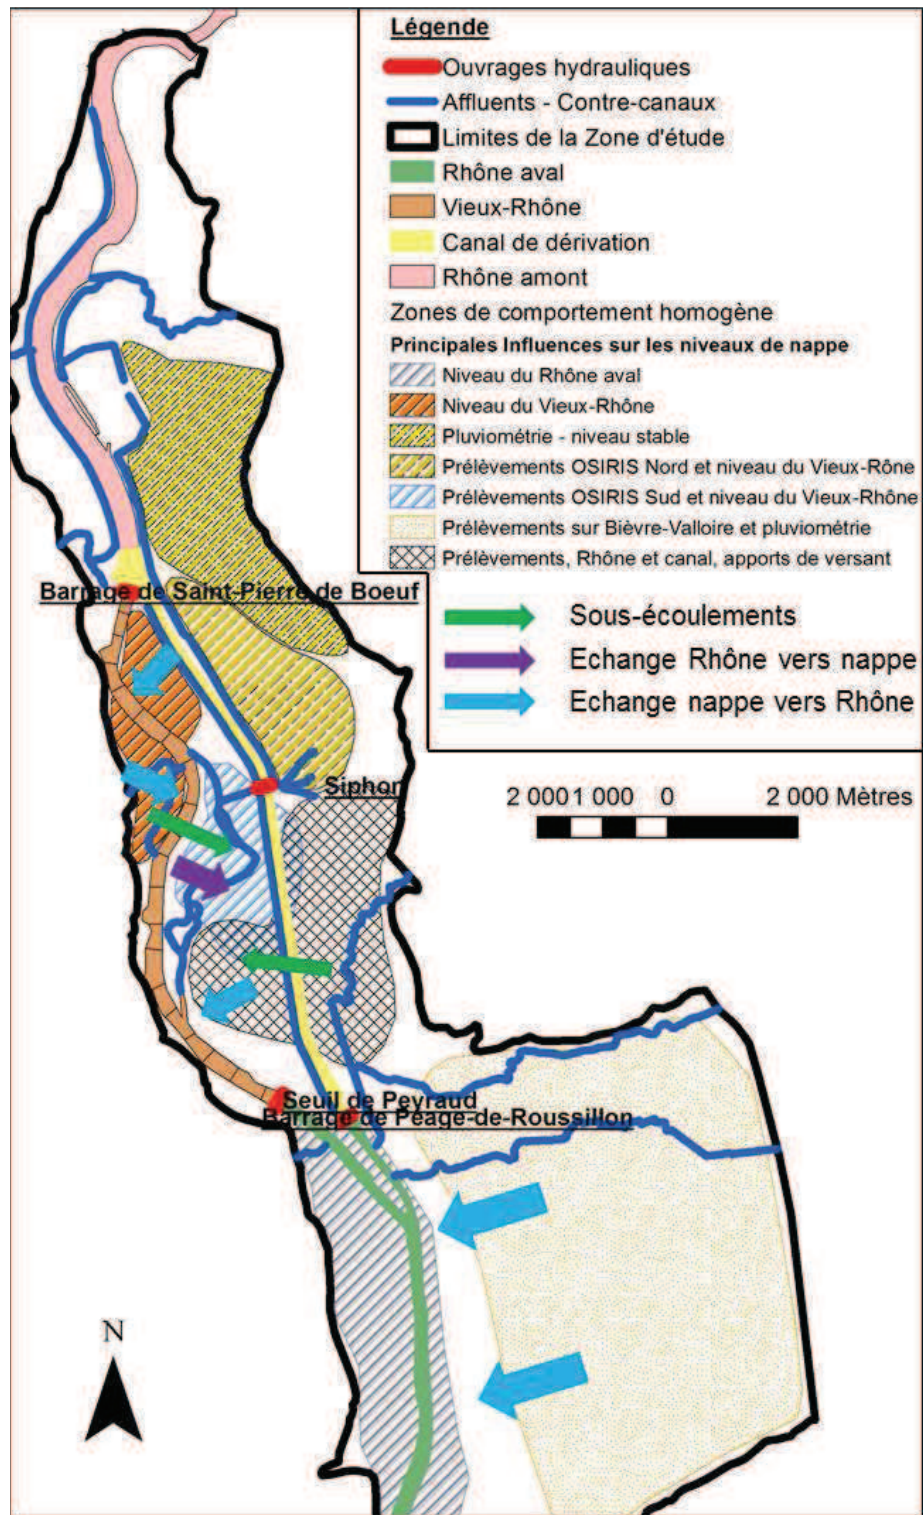 Légende
Ouvrages hydrauliques
Affluents - Contre-canaux
Limites de la Zone d'étude
Rhône aval
Vieux-Rhône
Canal de dérivation
Rhône amont
Zones de comportement homogène
Principales Influences sur les niveaux de nappe
Niveau du Rhône aval
Niveau du Vieux-Rhône
Pluviométrie - niveau stable
Prélèvements OSIRIS Nord et niveau du Vieux-Rône
Prélèvements OSIRIS Sud et niveau du Vieux-Rhône
Prélèvements sur Bièvre-Valloire et pluviométrie
Prélèvements, Rhône et canal, apports de versant
Sous-écoulements
Echange Rhône vers nappe
Echange nappe vers Rhône
Barrage de Saint-Pierre de Boeuf
Siphon
2 000 1 000 0 2 000 Mètres
Seuil de Peyraud
Barrage de Péage-de-Roussillon
N